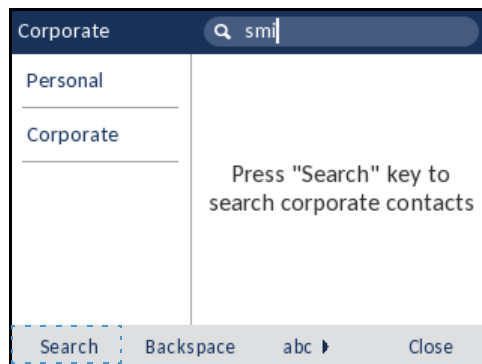 Corporate smi
Personal
Corporate
Press "Search" key to
search corporate contacts
Search Backspace abc Close